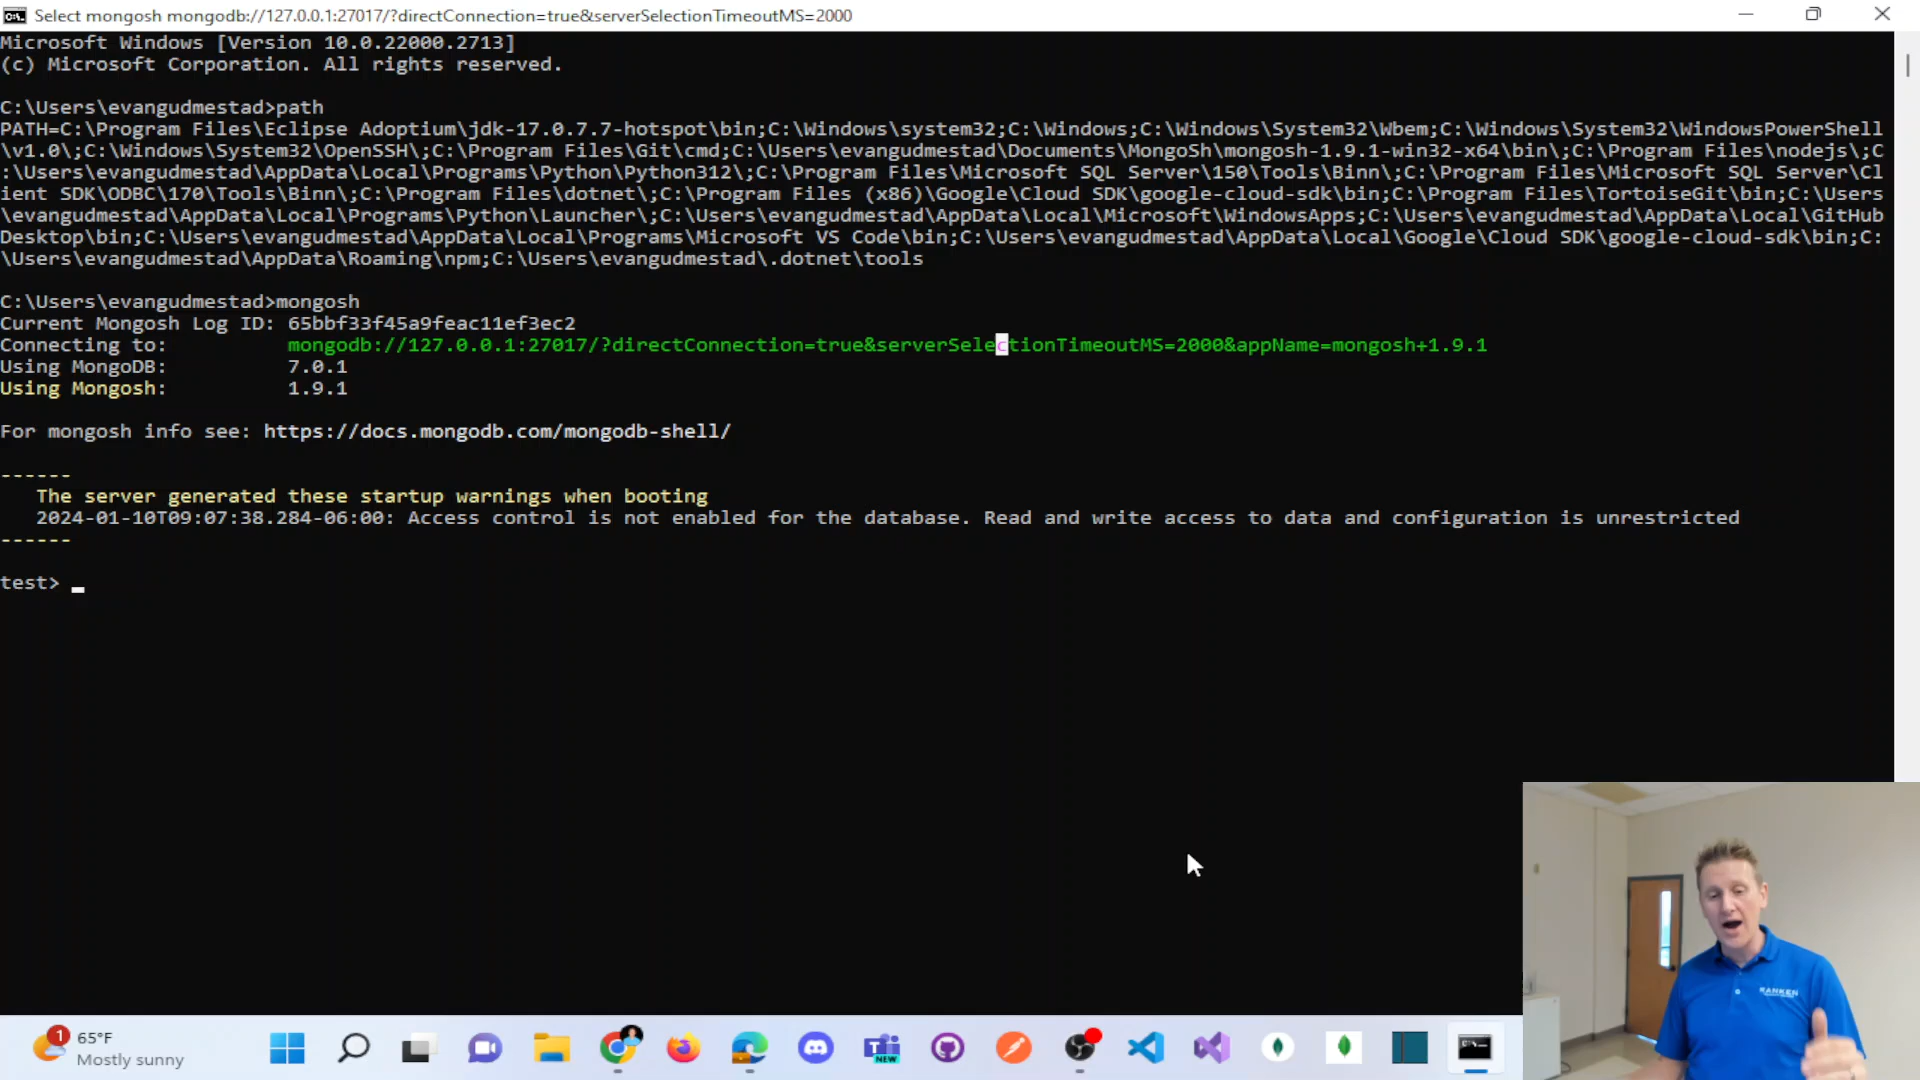 Select mongosh mongodb://127.0.0.1:27017/?directConnection=true&serverSelectionTimeoutMS=2000
Microsoft Windows [Version 10.0.22000.2713]
(c) Microsoft Corporation. All rights reserved.
C:\Users\evangudmestad>path
PATH=C:\Program Files\Eclipse Adoptium\jdk-17.0.7.7-hotspot\bin;C:\Windows\system32;C:\Windows;C:\Windows\System32\Wbem;C:\Windows\System32\WindowsPowerShell
\v1.0\;C:\Windows\System32\OpenSSH\;C:\Program Files\Git\cmd;C:\Users\evangudmestad\Documents\MongoSh\mongosh-1.9.1-win32-x64\bin\;C:\Program Files\nodejs\;C
:\Users\evangudmestad\AppData\Local\Programs\Python\Python312\;C:\Program Files\Microsoft SQL Server\150\Tools\Binn\;C:\Program Files\Microsoft SQL Server\Cl
ient SDK\ODBC\170\Tools\Binn\;C:\Program Files\dotnet\;C:\Program Files (x86)\Google\Cloud SDK\google-cloud-sdk\bin;C:\Program Files\TortoiseGit\bin;C:\Users
\evangudmestad\AppData\Local\Programs\Python\Launcher\;C:\Users\evangudmestad\AppData\Local\Microsoft\WindowsApps;C:\Users\evangudmestad\AppData\Local\GitHub
Desktop\bin;C:\Users\evangudmestad\AppData\Local\Programs\Microsoft VS Code\bin;C:\Users\evangudmestad\AppData\Local\Google\Cloud SDK\google-cloud-sdk\bin;C:
\Users\evangudmestad\AppData\Roaming\npm;C:\Users\evangudmestad\.dotnet\tools
C:\Users\evangudmestad>mongosh
Current Mongosh Log ID: 65bbf33f45a9feac11ef3ec2
Connecting to: mongodb://127.0.0.1:27017/?directConnection=true&serverSelectionTimeoutMS=2000&appName=mongosh+1.9.1
Using MongoDB: 7.0.1
Using Mongosh: 1.9.1
For mongosh info see: https://docs.mongodb.com/mongodb-shell/
------
The server generated these startup warnings when booting
2024-01-10T09:07:38.284-06:00: Access control is not enabled for the database. Read and write access to data and configuration is unrestricted
------
test>
RANKEN
1
65°F
Mostly sunny
NEW